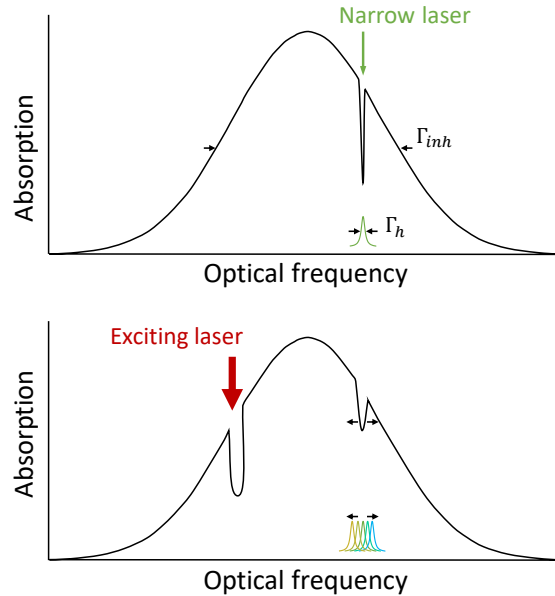 Narrow laser
Γinh
Absorption
Γh
Optical frequency
Exciting laser
Absorption
Optical frequency